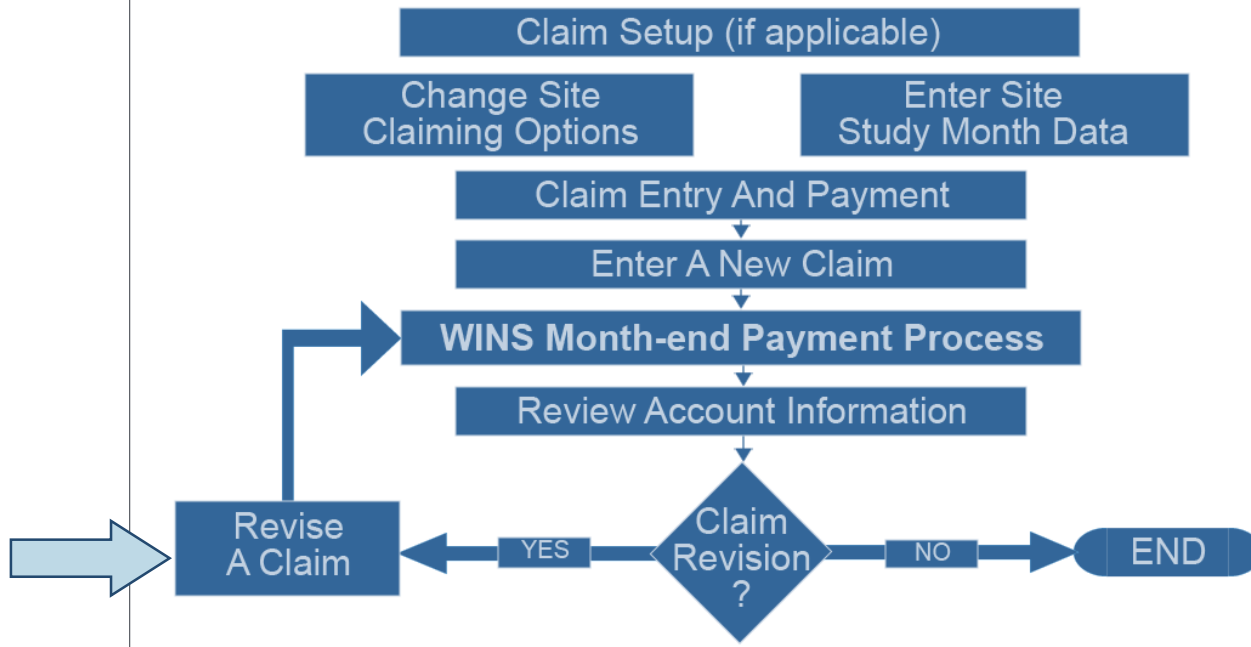 Claim Setup (if applicable)
Change Site
Claiming Options
Enter Site
Study Month Data
Claim Entry And Payment
Enter A New Claim
WINS Month-end Payment Process
Review Account Information
Revise
A Claim
YES
Claim
Revision
?
NO
END